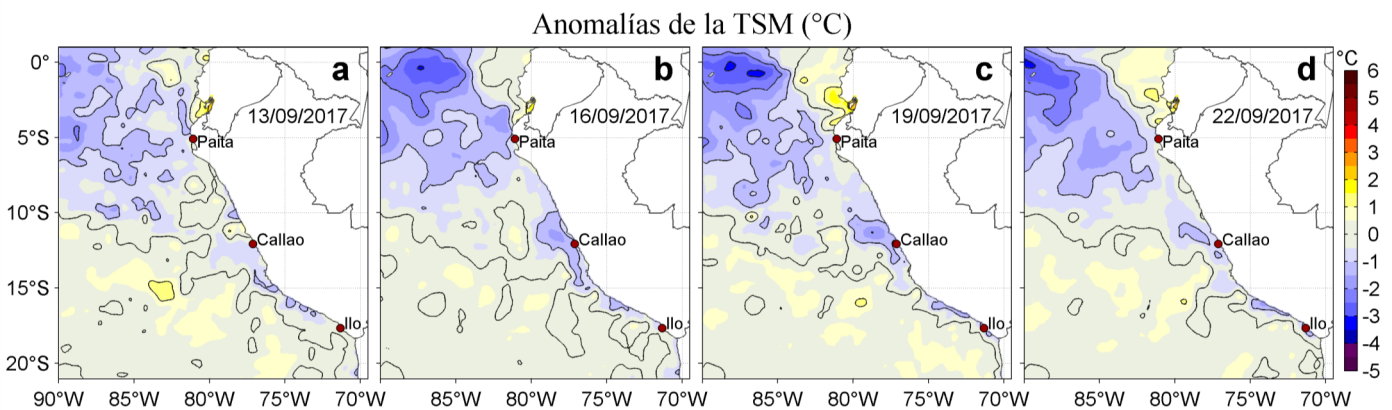 Anomalías de la TSM (°C)
a
b
c
d
°C
13/09/2017
16/09/2017
19/09/2017
22/09/2017
0°
5°S
10°S
15°S
20°S
Paita
Callao
Ilo
Paita
Callao
Ilo
Paita
Callao
Ilo
Paita
Callao
Ilo
6
5
4
3
2
1
0
-1
-2
-3
-4
-5
90°W 85°W 80°W 75°W 70°W 85°W 80°W 75°W 70°W 85°W 80°W 75°W 70°W 85°W 80°W 75°W 70°W